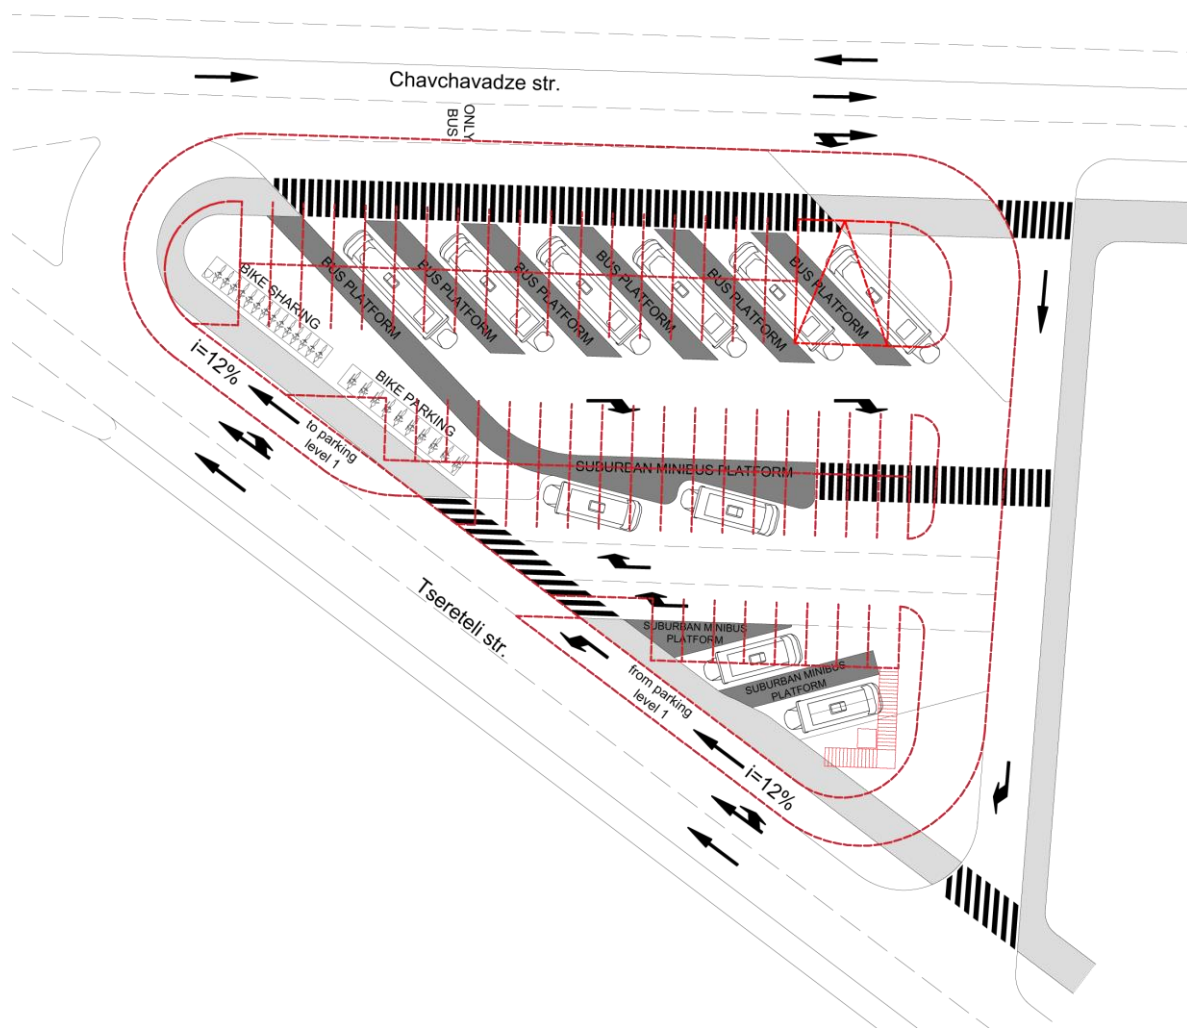 Chavchavadze str.
ONLY
BUS
BUS PLATFORM
BUS PLATFORM
BUS PLATFORM
BUS PLATFORM
BUS PLATFORM
BUS PLATFORM
BIKE SHARING
i=12%
BIKE PARKING
to parking
level 1
SUBURBAN MINIBUS PLATFORM
Tsereteli str.
SUBURBAN MINIBUS
PLATFORM
SUBURBAN MINIBUS
PLATFORM
from parking
level 1
i=12%